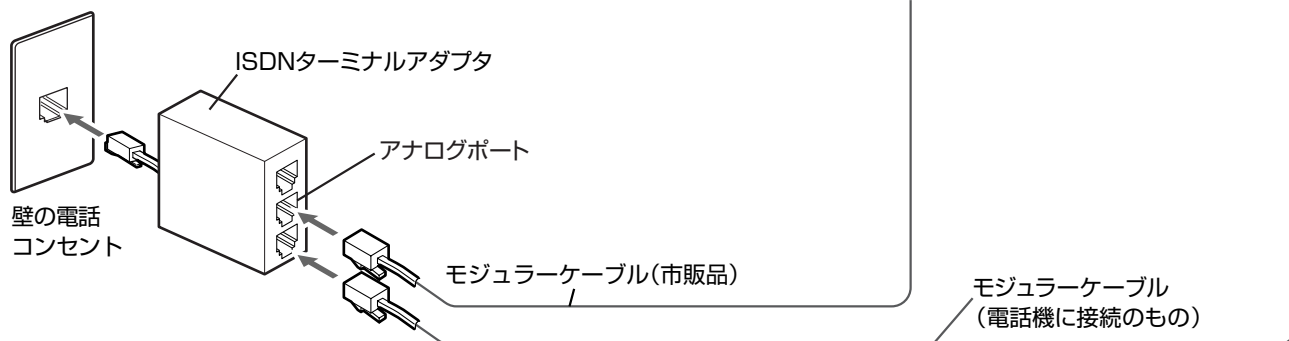 ISDNターミナルアダプタ
アナログポート
壁の電話
コンセント
モジュラーケーブル（市販品）
モジュラーケーブル
（電話機に接続のもの）